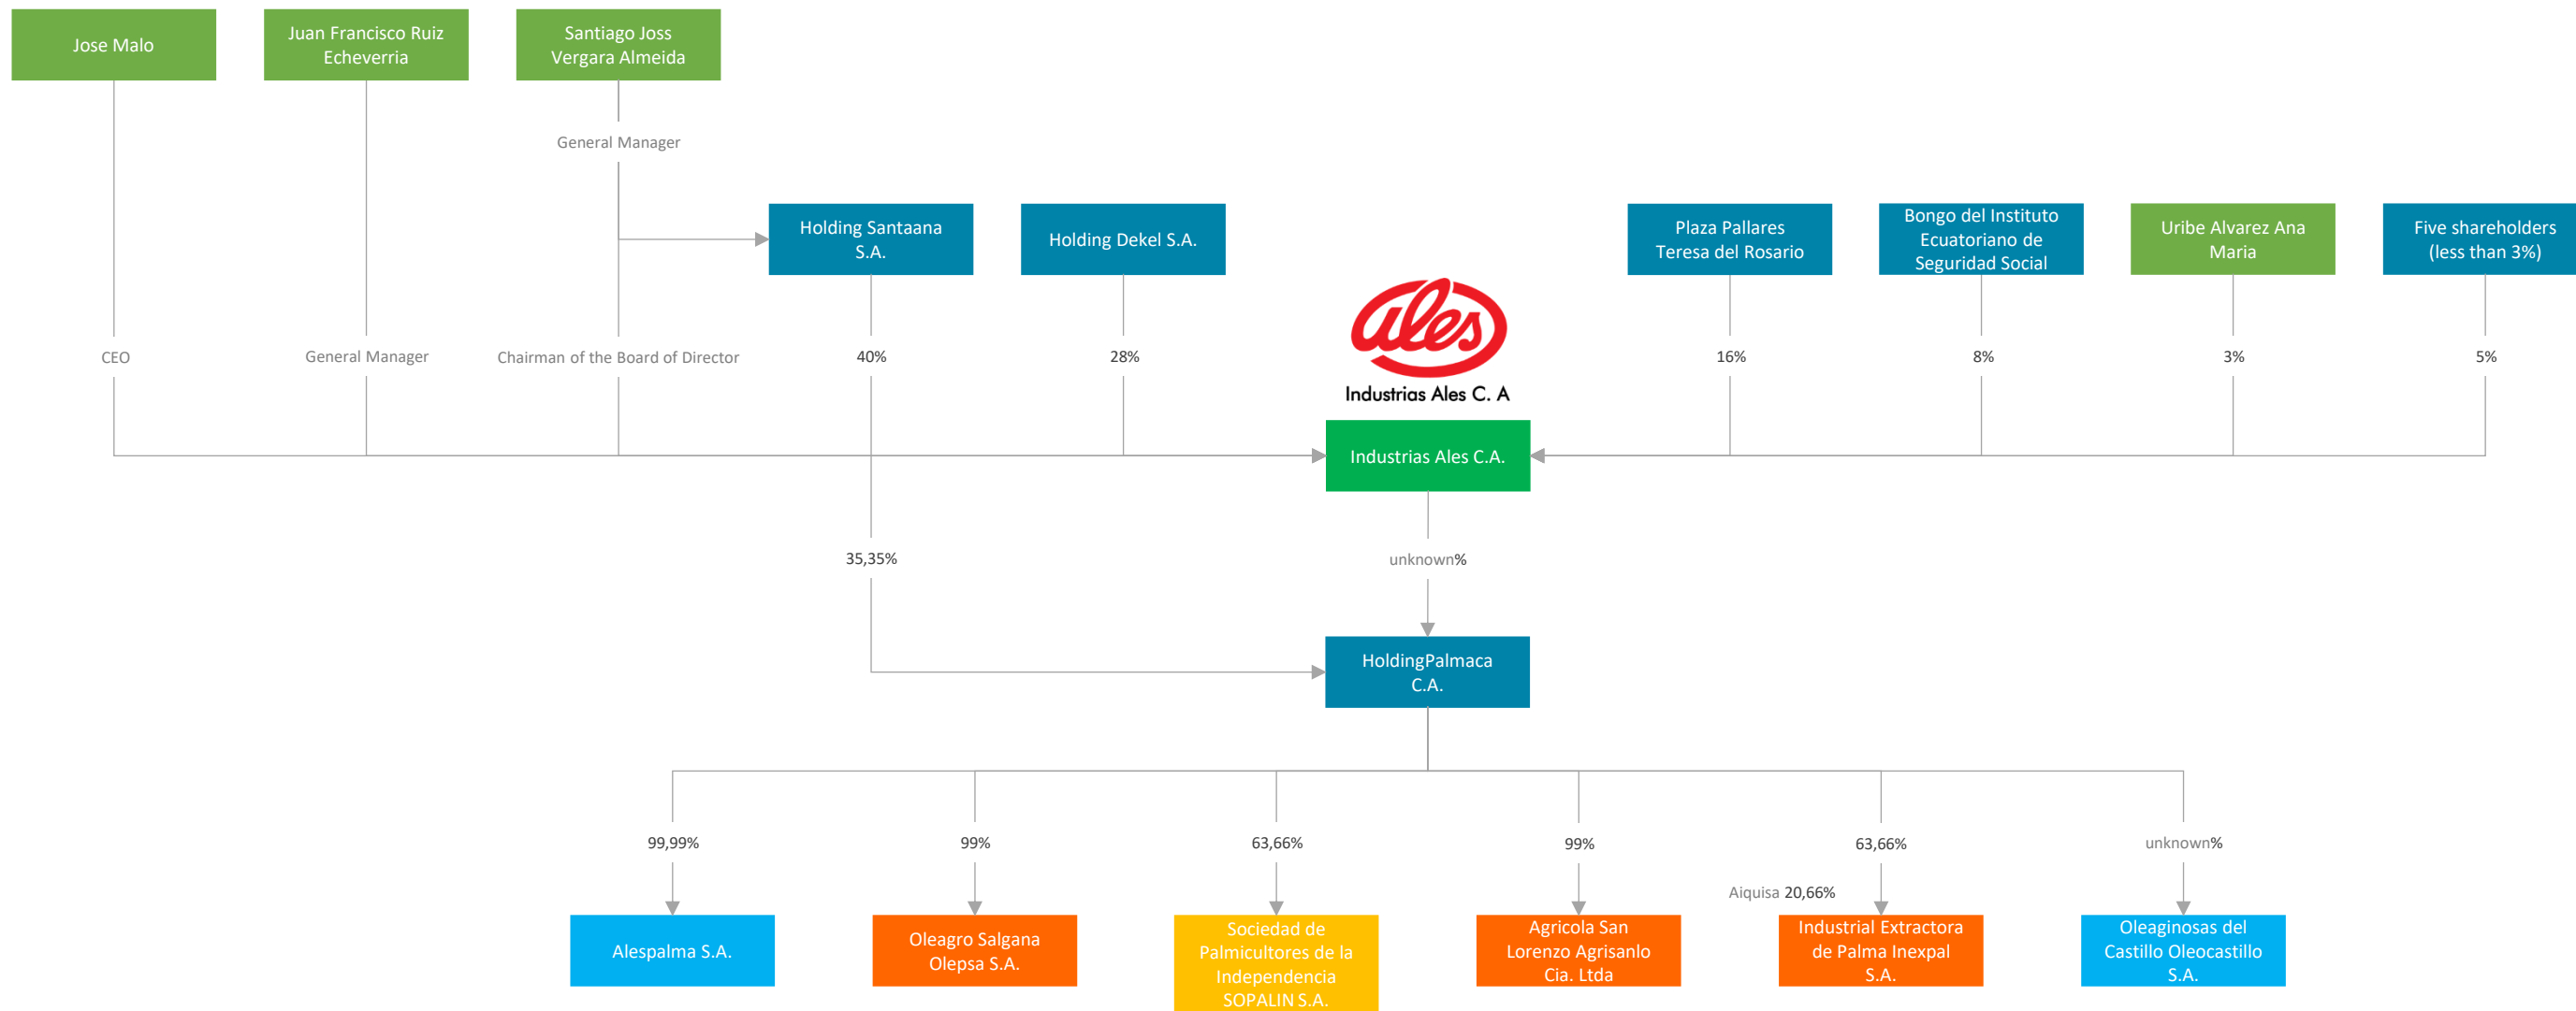 Jose Malo
Juan Francisco Ruiz
Echeverria
Santiago Joss
Vergara Almeida
General Manager
Holding Santaana
S.A.
Holding Dekel S.A.
Plaza Pallares
Teresa del Rosario
Bongo del Instituto
Ecuatoriano de
Seguridad Social
Uribe Alvarez Ana
Maria
Five shareholders
(less than 3%)
ales
Industrias Ales C. A
CEO
General Manager
Chairman of the Board of Director
40%
28%
16%
8%
3%
5%
Industrias Ales C.A.
35,35%
unknown%
HoldingPalmaca
C.A.
99,99%
99%
63,66%
99%
63,66%
unknown%
Aiquisa 20,66%
Alespalma S.A.
Oleagro Salgana
Olepsa S.A.
Sociedad de
Palmicultores de la
Independencia
SOPALIN S.A.
Agricola San
Lorenzo Agrisanlo
Cia. Ltda
Industrial Extractora
de Palma Inexpal
S.A.
Oleaginosas del
Castillo Oleocastillo
S.A.